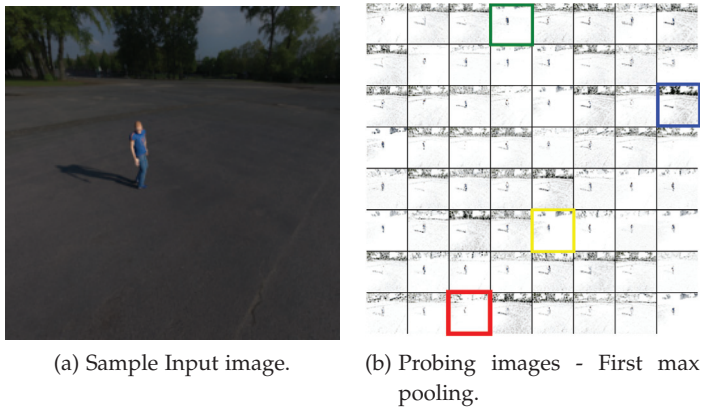 (a) Sample Input image.
(b) Probing images - First max
pooling.